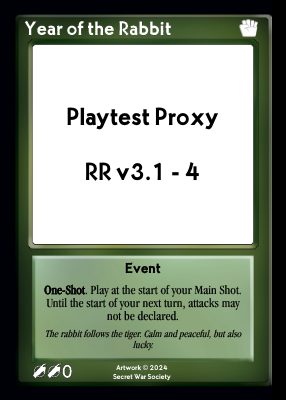 Year of the Rabbit
Playtest Proxy
RR v3.1 - 4
Event
One-Shot. Play at the start of your Main Shot.
Until the start of your next turn, attacks may
not be declared.
The rabbit follows the tiger. Calm and peaceful, but also
lucky.
0
Artwork © 2024
Secret War Society